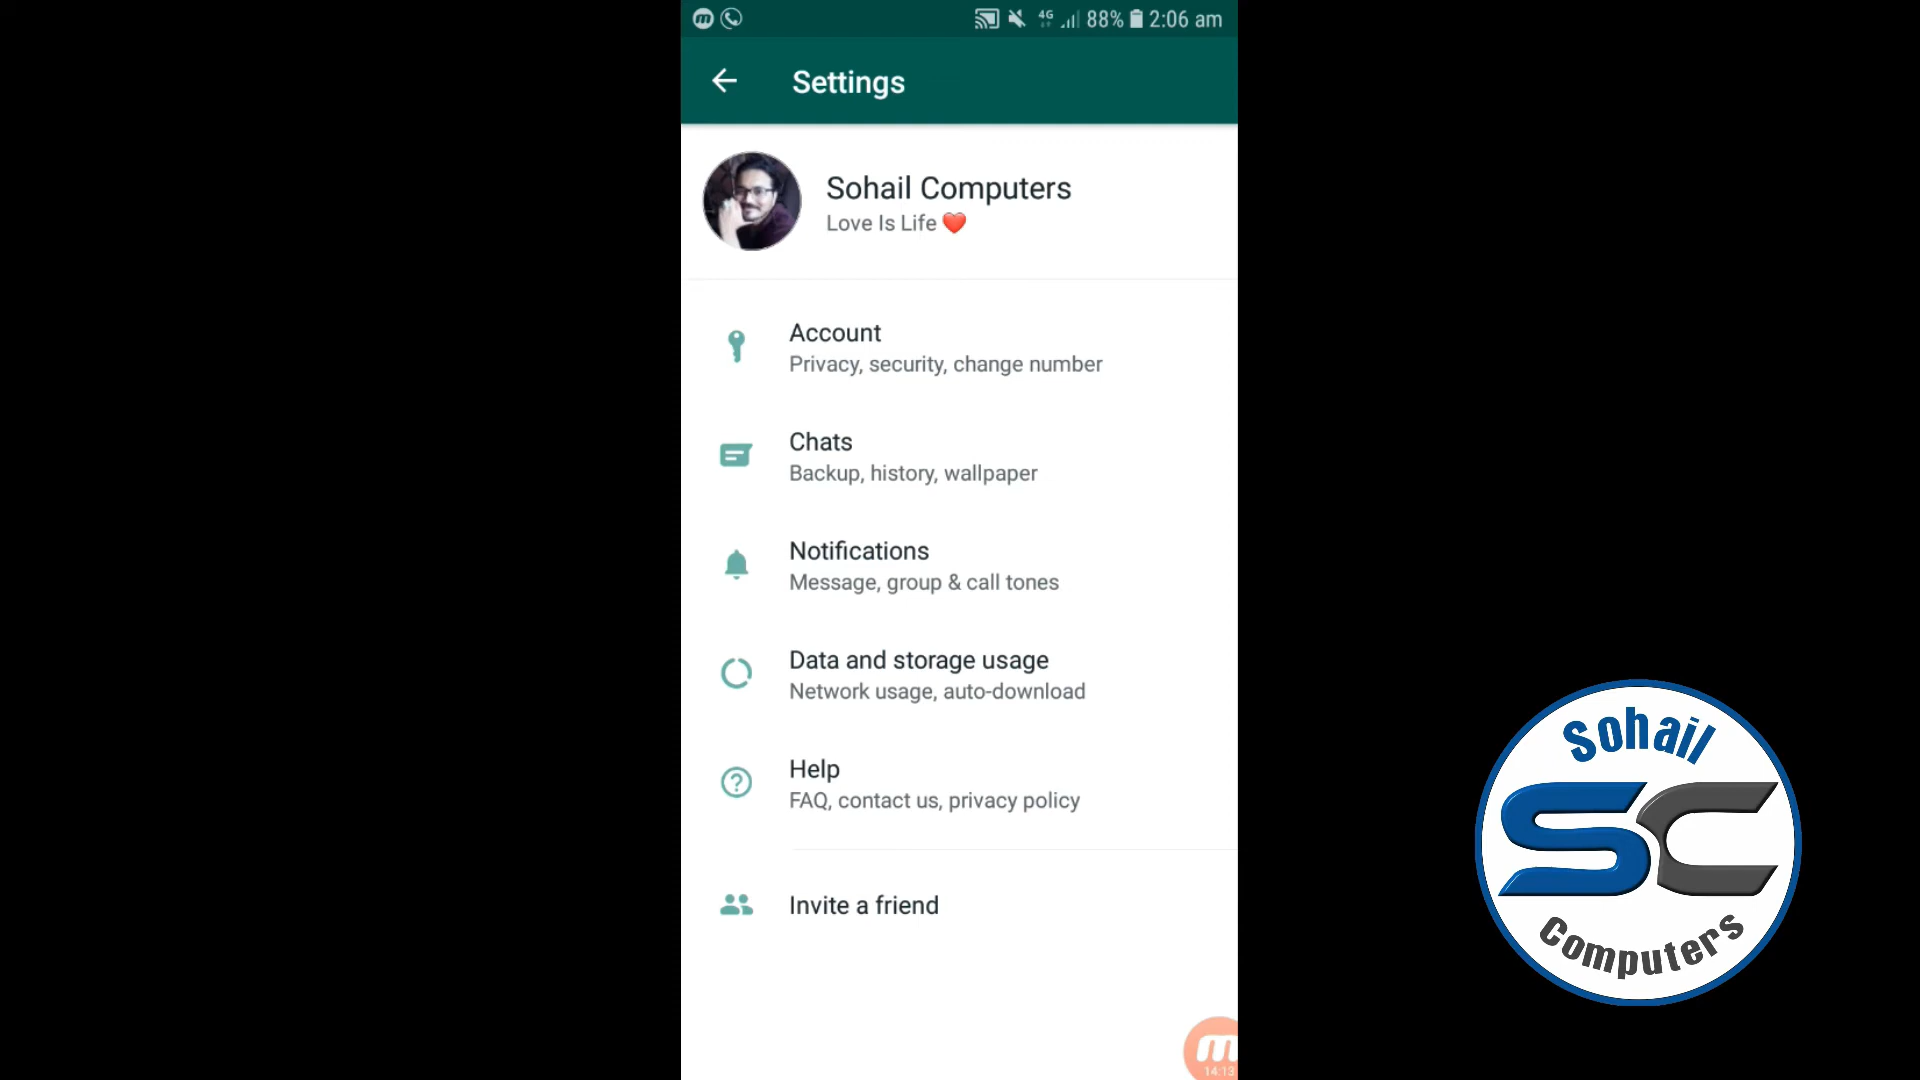 4G 88% 2:06 am
Settings
Sohail Computers
Love Is Life ❤️
Account
Privacy, security, change number
Chats
Backup, history, wallpaper
Notifications
Message, group & call tones
Data and storage usage
Network usage, auto-download
Help
FAQ, contact us, privacy policy
Invite a friend
14:13
Sohail
SC
Computers